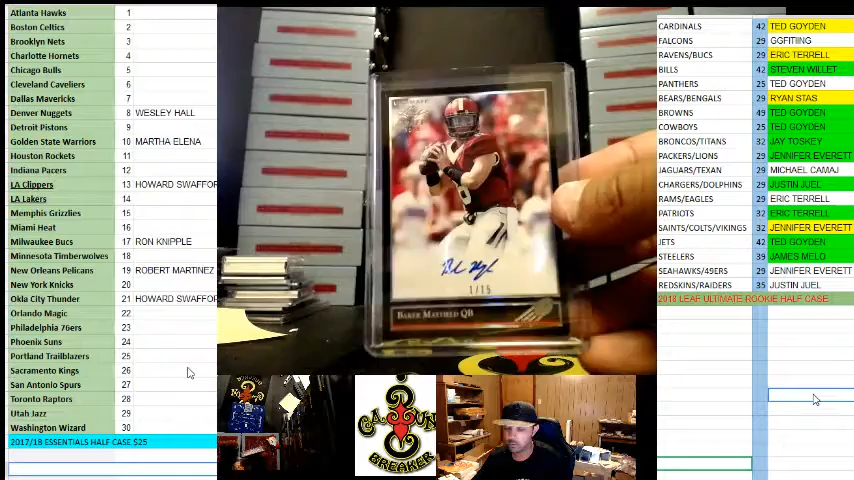 Atlanta Hawks 1
Boston Celtics 2
Brooklyn Nets 3
Charlotte Hornets 4
Chicago Bulls 5
Cleveland Cavaliers 6
Dallas Mavericks 7
Denver Nuggets 8 WESLEY HALL
Detroit Pistons 9
Golden State Warriors 10 MARTHA ELENA
Houston Rockets 11
Indiana Pacers 12
LA Clippers 13 HOWARD SWAFFOR
LA Lakers 14
Memphis Grizzlies 15
Miami Heat 16
Milwaukee Bucs 17 RON KNIPPLE
Minnesota Timberwolves 18
New Orleans Pelicans 19 ROBERT MARTINEZ
New York Knicks 20
Okla City Thunder 21 HOWARD SWAFFOR
Orlando Magic 22
Philadelphia 76ers 23
Phoenix Suns 24
Portland Trailblazers 25
Sacramento Kings 26
San Antonio Spurs 27
Toronto Raptors 28
Utah Jazz 29
Washington Wizard 30
2017/18 ESSENTIALS HALF CASE $25
1/15
BAKER MAYFIELD QB
CAJUN
BREAKER
CARDINALS 42 TED GOYDEN
FALCONS 29 GGFITIING
RAVENS/BUCS 29 ERIC TERRELL
BILLS 42 STEVEN WILLET
PANTHERS 25 TED GOYDEN
BEARS/BENGALS 29 RYAN STAS
BROWNS 49 TED GOYDEN
COWBOYS 25 TED GOYDEN
BRONCOS/TITANS 32 JAY TOSKEY
PACKERS/LIONS 29 JENNIFER EVERETT
JAGUARS/TEXAN 29 MICHAEL CAMAJ
CHARGERS/DOLPHINS 29 JUSTIN JUEL
RAMS/EAGLES 29 ERIC TERRELL
PATRIOTS 32 ERIC TERRELL
SAINTS/COLTS/VIKINGS 32 JENNIFER EVERETT
JETS 42 TED GOYDEN
STEELERS 39 JAMES MELO
SEAHAWKS/49ERS 29 JENNIFER EVERETT
REDSKINS/RAIDERS 35 JUSTIN JUEL
2018 LEAF ULTIMATE ROOKIE HALF CASE